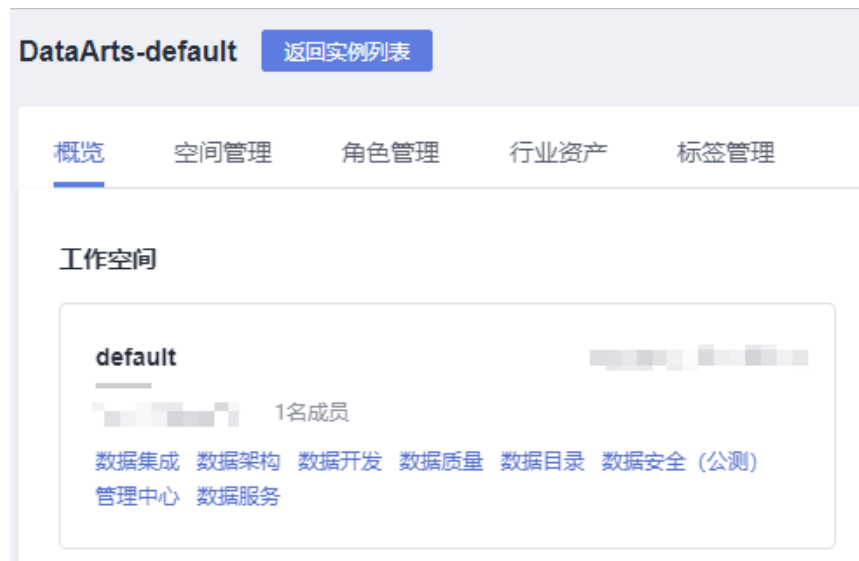 DataArts-default 返回实例列表
概览 空间管理 角色管理 行业资产 标签管理
工作空间
default
1名成员
数据集成 数据架构 数据开发 数据质量 数据目录 数据安全（公测）
管理中心 数据服务